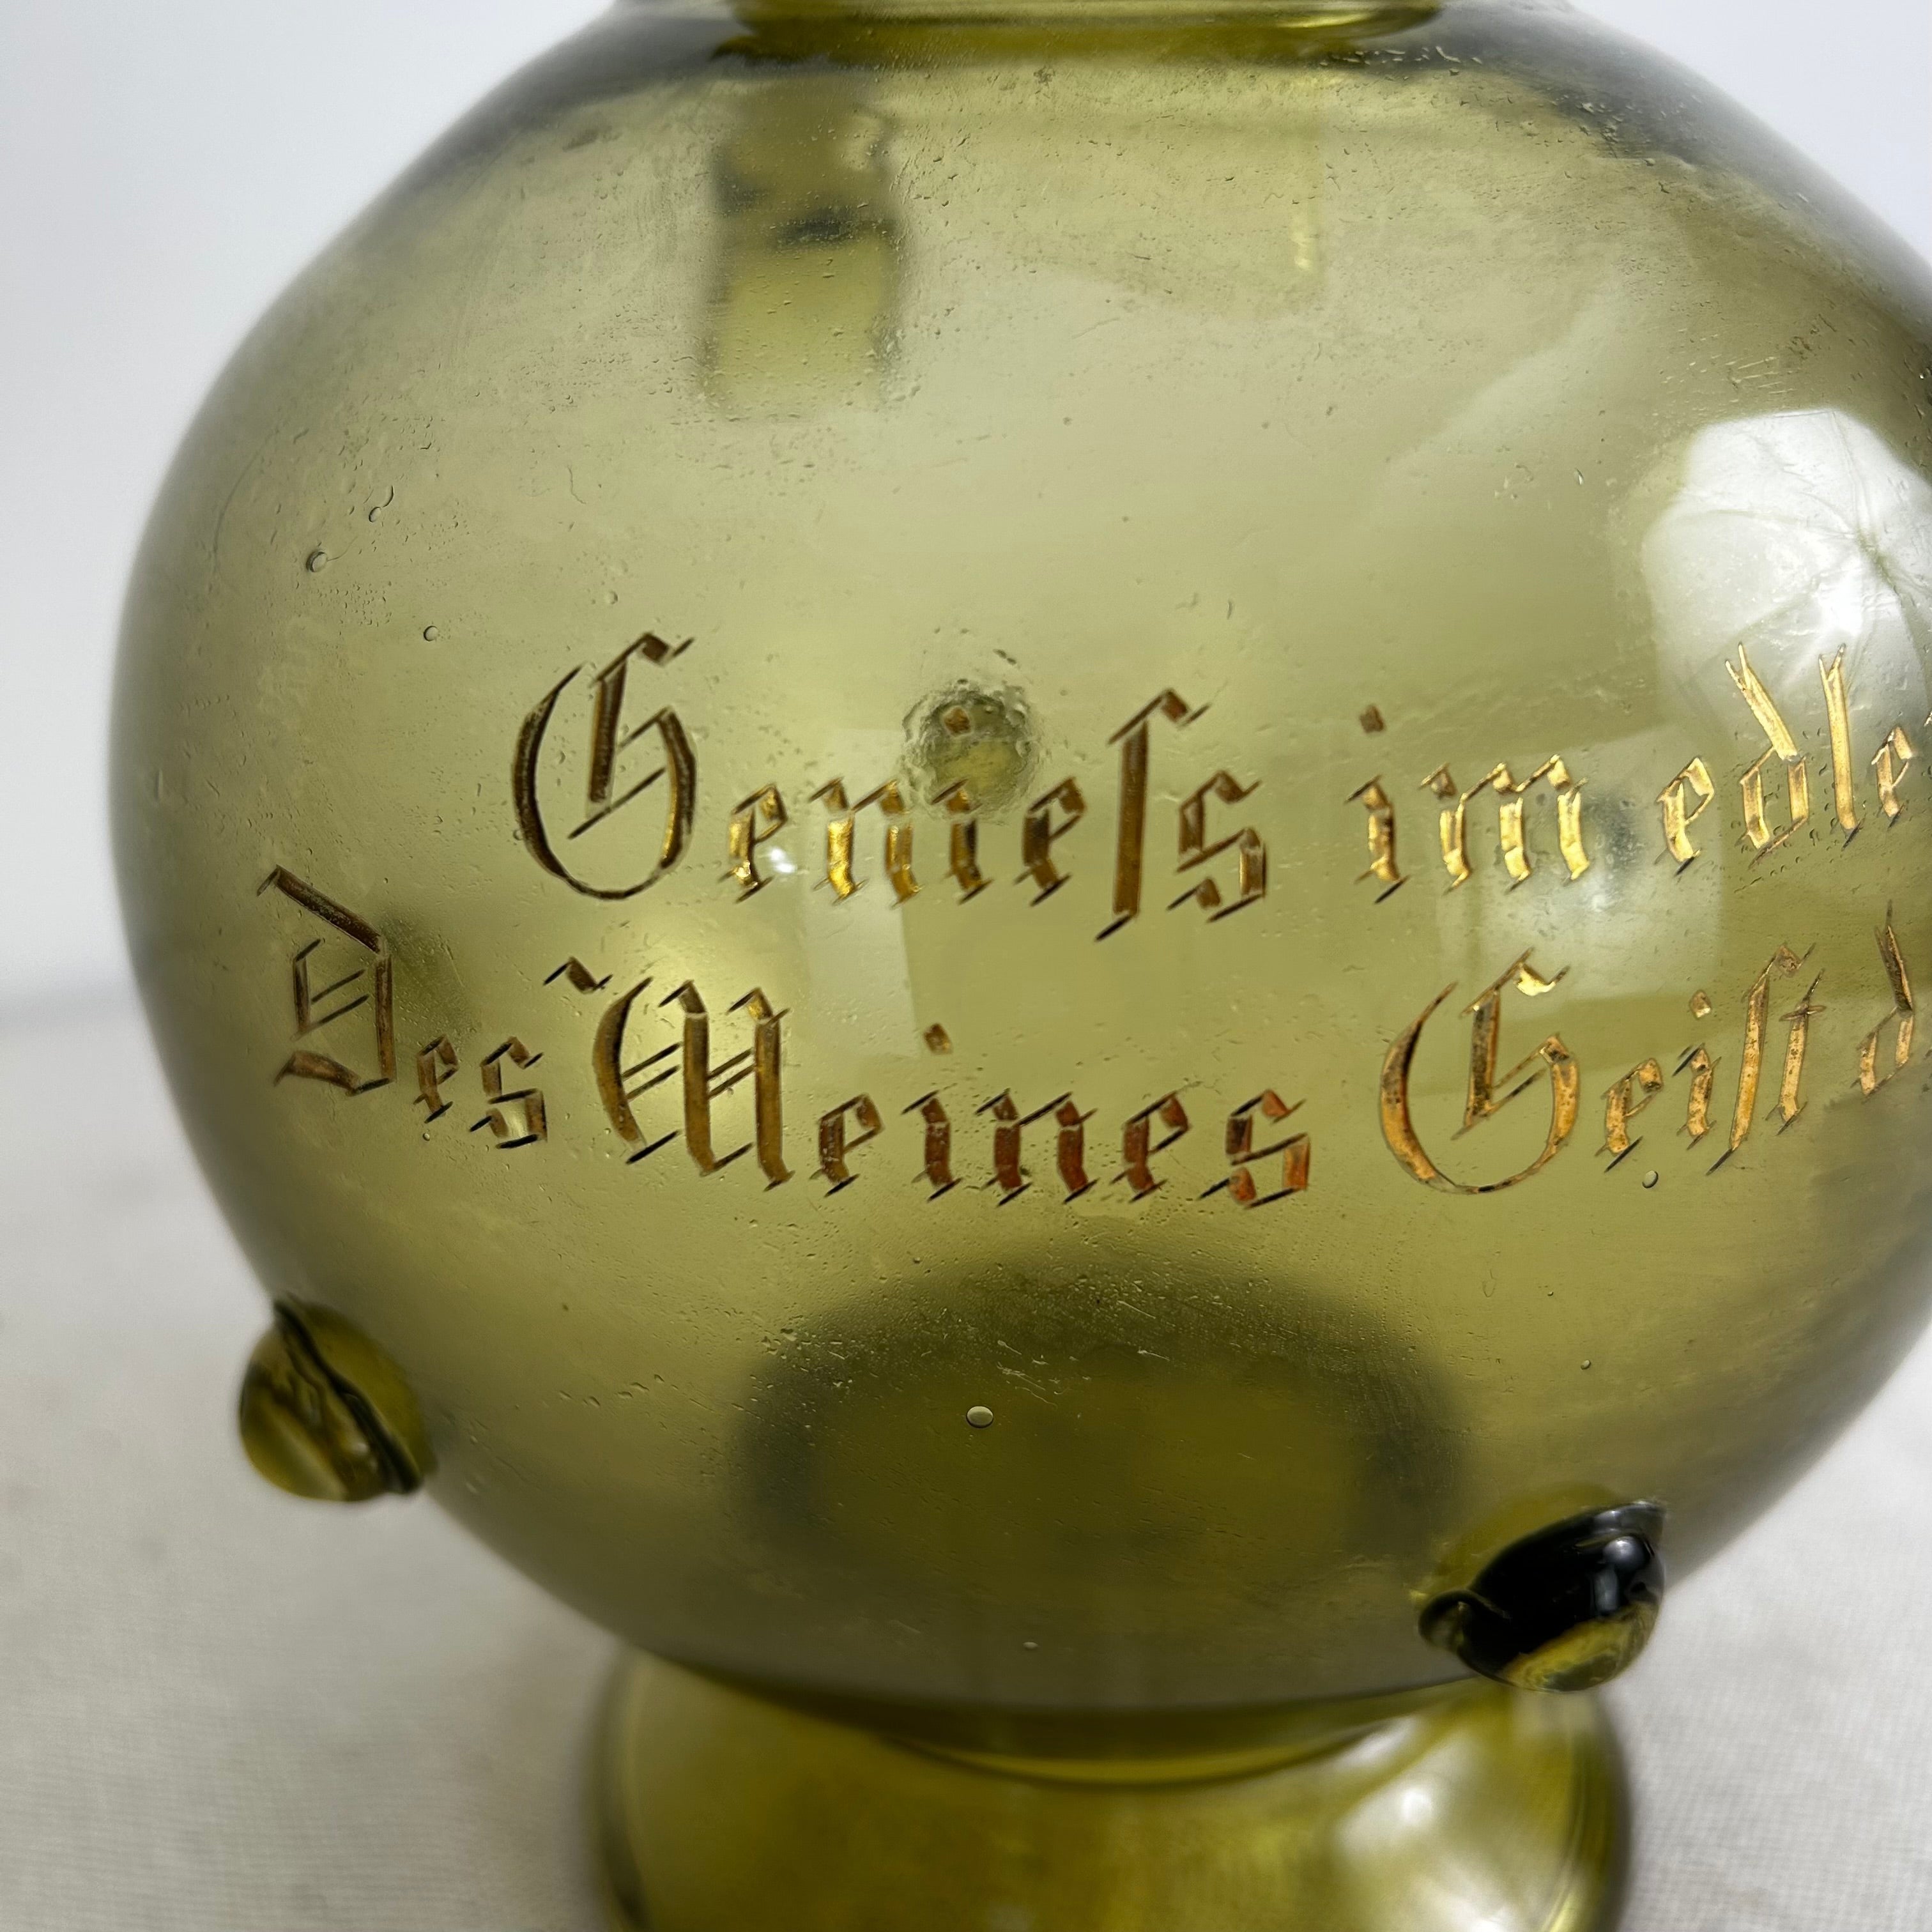 Genieſs im edle
Des Weines Geiſt d